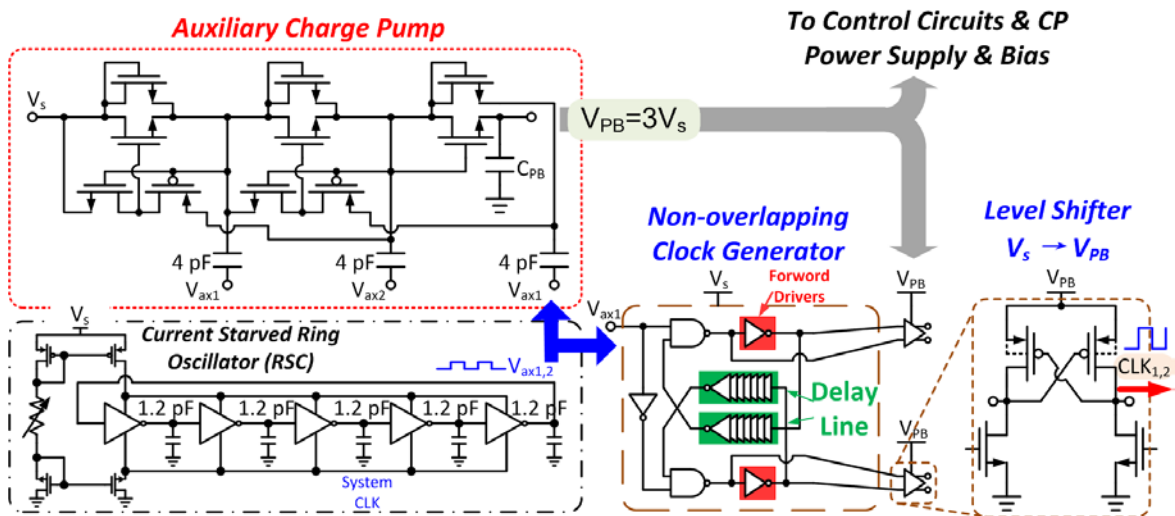 Auxiliary Charge Pump
To Control Circuits & CP
Power Supply & Bias
Vs
VPB=3Vs
CPB
4 pF
4 pF
4 pF
Vax1
Vax2
Vax1
Non-overlapping
Clock Generator
Level Shifter
Vs → VPB
Vs
Forword
Drivers
VPB
VPB
Vax1
Delay
Line
VPB
CLK1,2
Vs
Current Starved Ring
Oscillator (RSC)
Vax1,2
1.2 pF
1.2 pF
1.2 pF
1.2 pF
1.2 pF
System
CLK